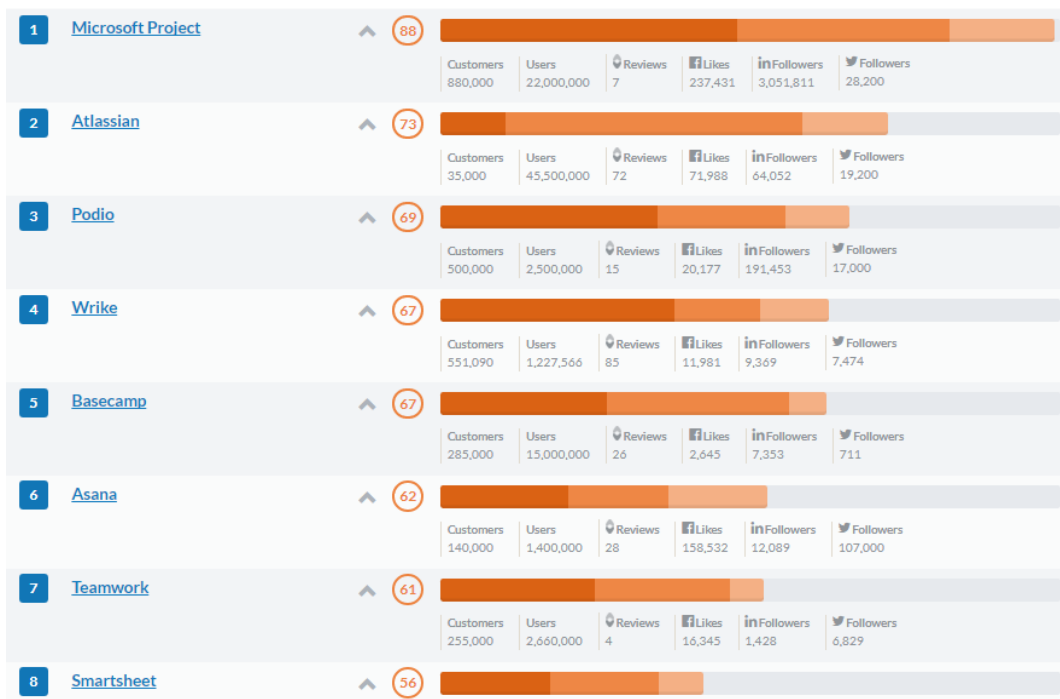 1 Microsoft Project 88
Customers Users Reviews Likes in Followers Followers
880,000 22,000,000 7 237,431 3,051,811 28,200
2 Atlassian 73
Customers Users Reviews Likes in Followers Followers
35,000 45,500,000 72 71,988 64,052 19,200
3 Podio 69
Customers Users Reviews Likes in Followers Followers
500,000 2,500,000 15 20,177 191,453 17,000
4 Wrike 67
Customers Users Reviews Likes in Followers Followers
551,090 1,227,566 85 11,981 9,369 7,474
5 Basecamp 67
Customers Users Reviews Likes in Followers Followers
285,000 15,000,000 26 2,645 7,353 711
6 Asana 62
Customers Users Reviews Likes in Followers Followers
140,000 1,400,000 28 158,532 12,089 107,000
7 Teamwork 61
Customers Users Reviews Likes in Followers Followers
255,000 2,660,000 4 16,345 1,428 6,829
8 Smartsheet 56